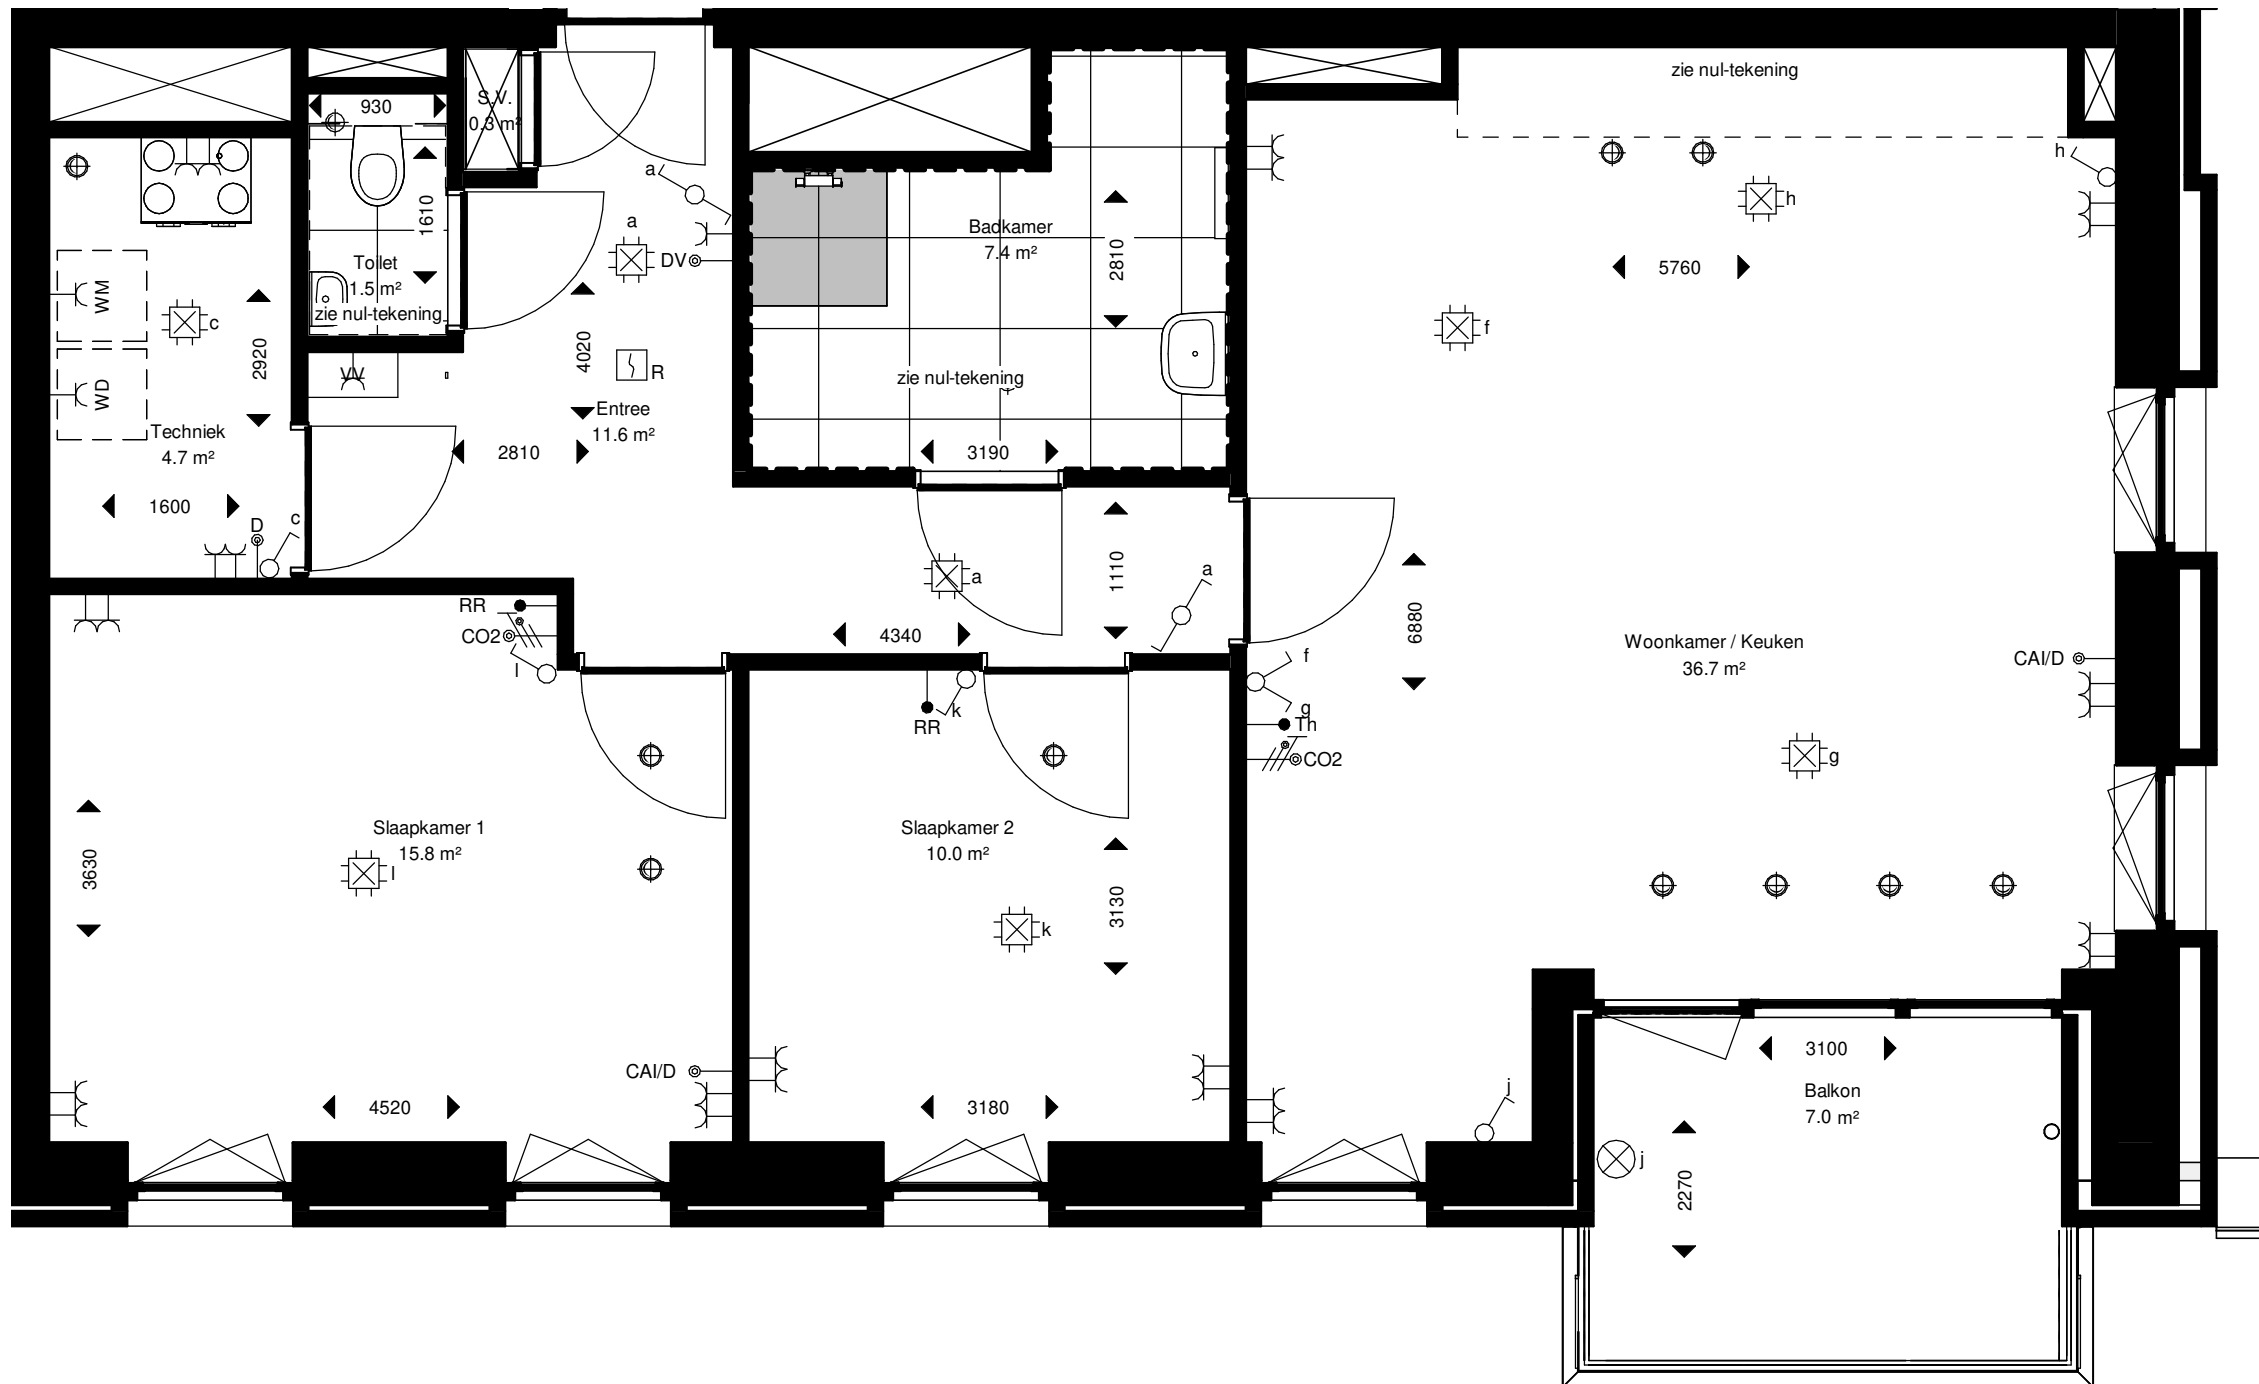 zie nul-tekening
930
S.V.
0.3 m²
a
h
1610
a
h
Badkamer
7.4 m²
2810
DV
5760
Toilet
1.5 m²
zie nul-tekening
WM
c
f
2920
4020
R
VV
WD
zie nul-tekening
Entree
11.6 m²
Techniek
4.7 m²
2810
3190
1600
D
c
1110
a
a
RR
CO2
l
4340
6880
Woonkamer / Keuken
36.7 m²
f
g
CAI/D
k
RR
Th
CO2
g
3630
Slaapkamer 1
15.8 m²
l
Slaapkamer 2
10.0 m²
3130
k
3100
CAI/D
j
Balkon
7.0 m²
4520
3180
j
2270